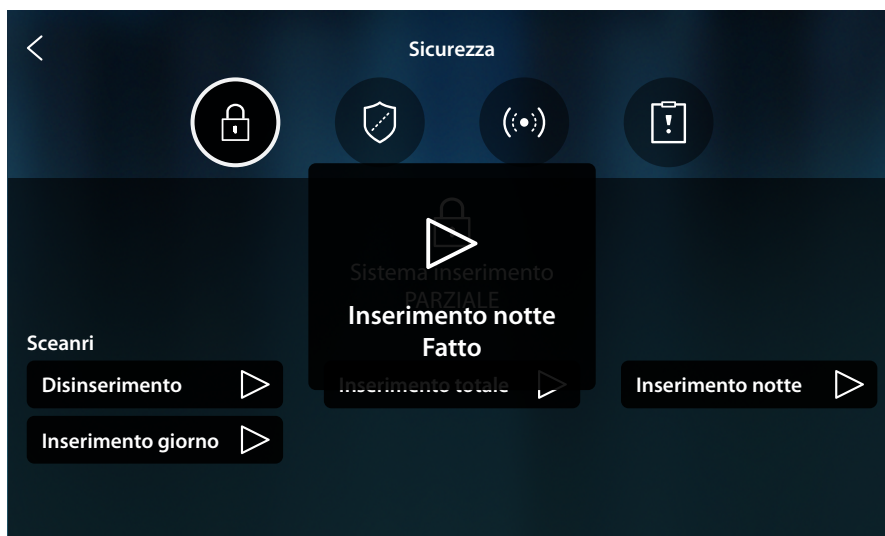 Sicurezza
Sistema inserimento
PARZIALE
Inserimento notte
Fatto
Sceanri
Disinserimento
Inserimento totale
Inserimento notte
Inserimento giorno